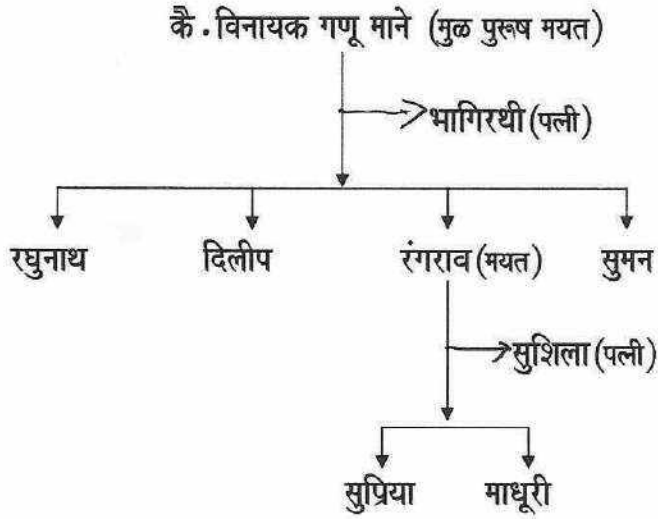 कै . विनायक गणू माने (मुळ पुरूष मयत)
भागिरथी (पत्नी)
रघुनाथ दिलीप रंगराव (मयत) सुमन
सुशिला (पत्नी)
सुप्रिया माधूरी